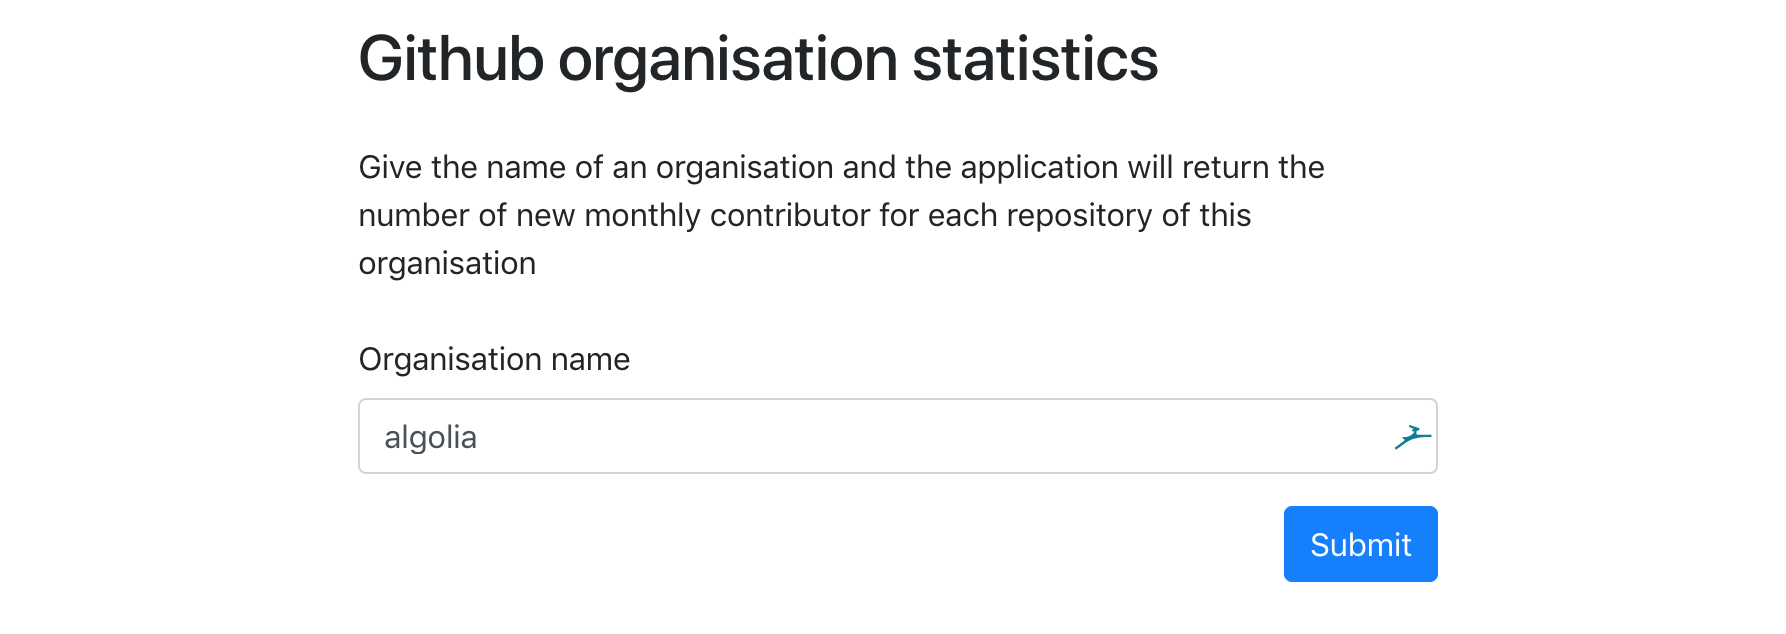 Github organisation statistics
Give the name of an organisation and the application will return the
number of new monthly contributor for each repository of this
organisation
Organisation name
algolia
Submit